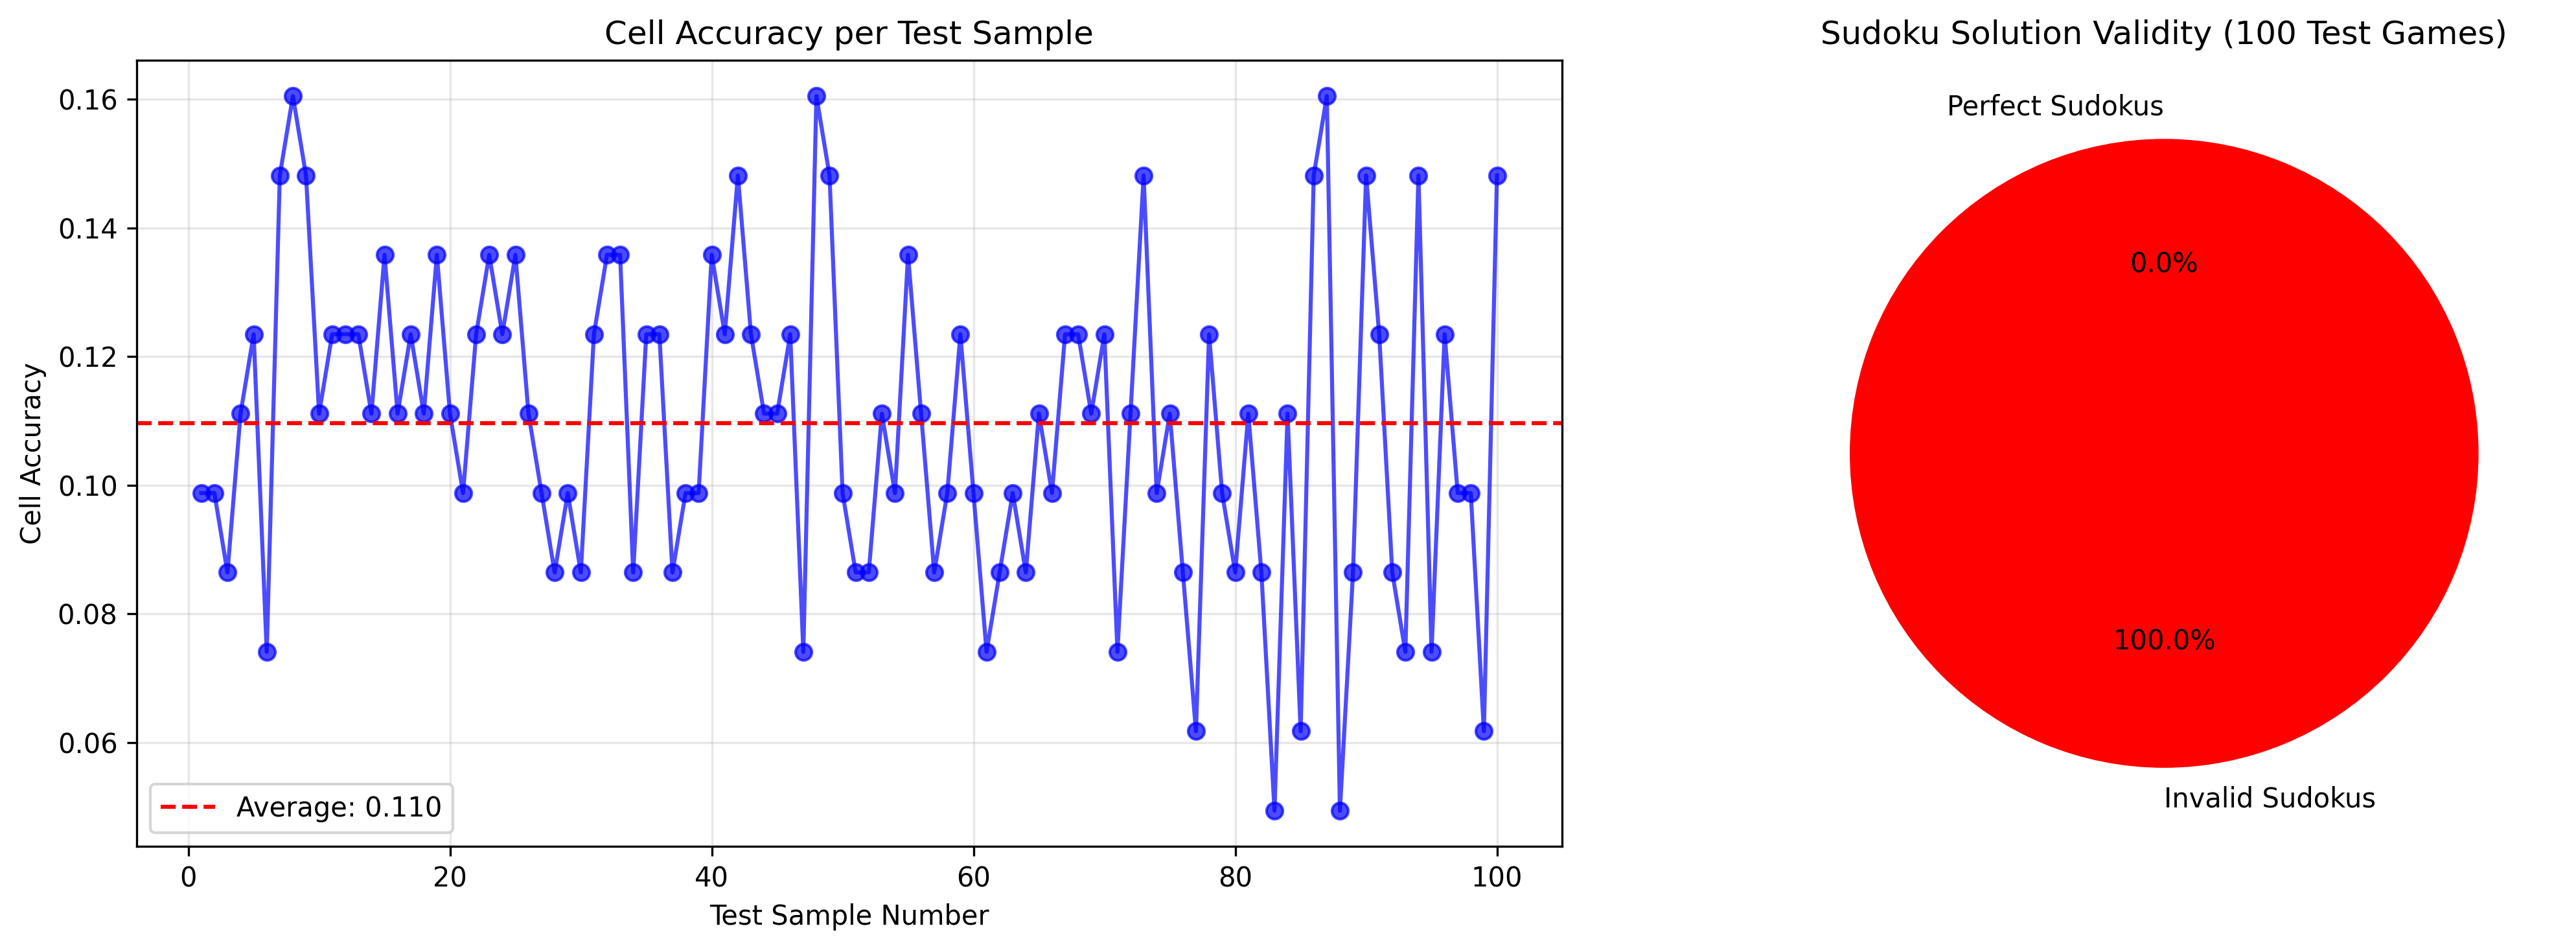 Cell Accuracy per Test Sample
0.16
0.14
0.12
0.10
0.08
0.06
Cell Accuracy
Average: 0.110
0
20
40
60
80
100
Test Sample Number
Sudoku Solution Validity (100 Test Games)
Perfect Sudokus
0.0%
100.0%
Invalid Sudokus